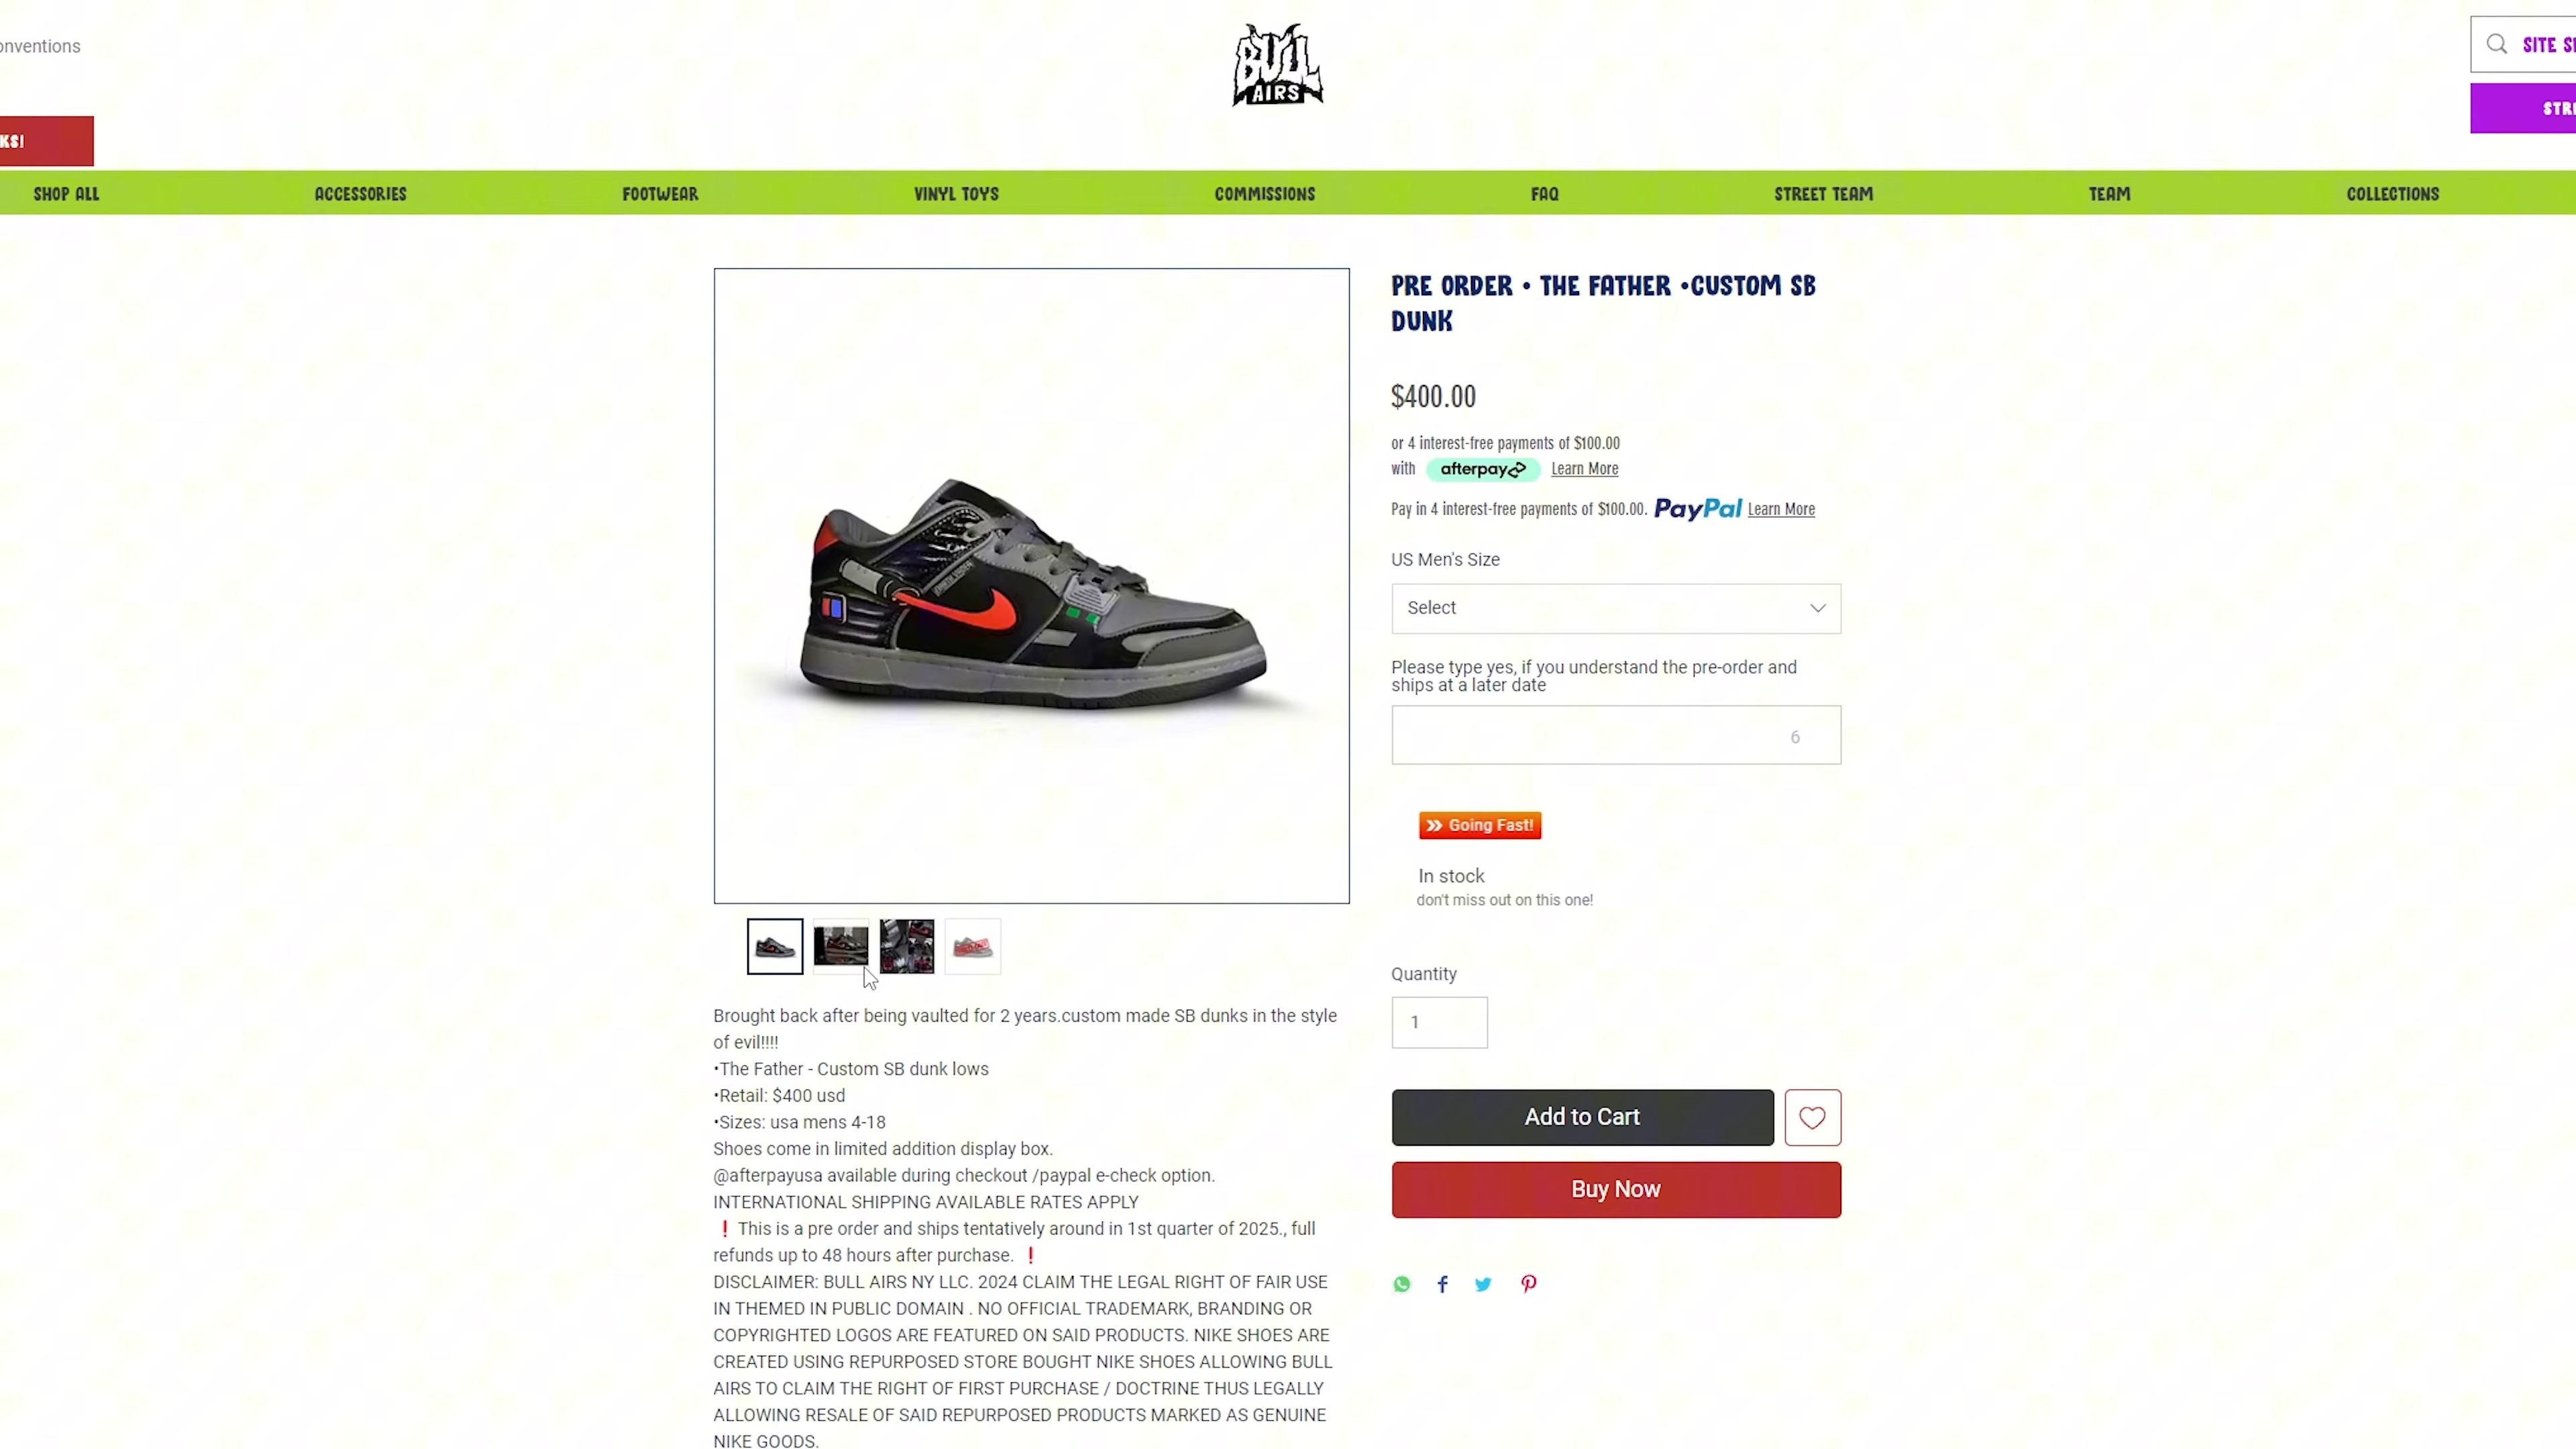 onventions
BULL
AIRS
SITE S
KS!
STR
SHOP ALL
ACCESSORIES
FOOTWEAR
VINYL TOYS
COMMISSIONS
FAQ
STREET TEAM
TEAM
COLLECTIONS
PRE ORDER • THE FATHER •CUSTOM SB
DUNK
$400.00
or 4 interest-free payments of $100.00
with afterpay Learn More
Pay in 4 interest-free payments of $100.00. PayPal Learn More
US Men's Size
Select
Please type yes, if you understand the pre-order and
ships at a later date
6
Going Fast!
In stock
don't miss out on this one!
Quantity
1
Add to Cart
Buy Now
Brought back after being vaulted for 2 years.custom made SB dunks in the style
of evil!!!!
•The Father - Custom SB dunk lows
•Retail: $400 usd
•Sizes: usa mens 4-18
Shoes come in limited addition display box.
@afterpayusa available during checkout /paypal e-check option.
INTERNATIONAL SHIPPING AVAILABLE RATES APPLY
❗ This is a pre order and ships tentatively around in 1st quarter of 2025., full
refunds up to 48 hours after purchase. ❗
DISCLAIMER: BULL AIRS NY LLC. 2024 CLAIM THE LEGAL RIGHT OF FAIR USE
IN THEMED IN PUBLIC DOMAIN . NO OFFICIAL TRADEMARK, BRANDING OR
COPYRIGHTED LOGOS ARE FEATURED ON SAID PRODUCTS. NIKE SHOES ARE
CREATED USING REPURPOSED STORE BOUGHT NIKE SHOES ALLOWING BULL
AIRS TO CLAIM THE RIGHT OF FIRST PURCHASE / DOCTRINE THUS LEGALLY
ALLOWING RESALE OF SAID REPURPOSED PRODUCTS MARKED AS GENUINE
NIKE GOODS.